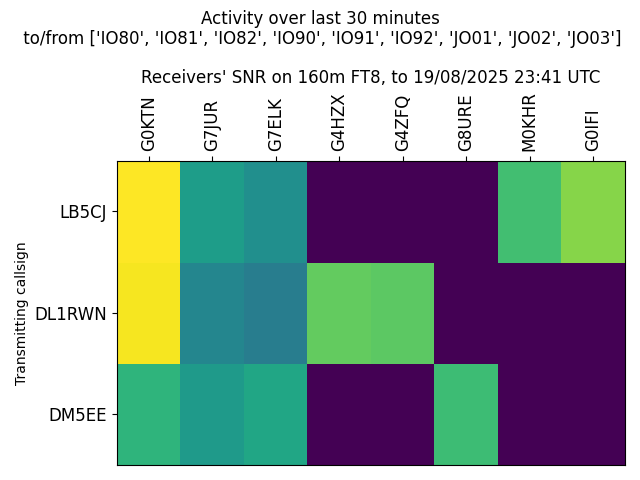 Activity over last 30 minutes
to/from ['IO80', 'IO81', 'IO82', 'IO90', 'IO91', 'IO92', 'JO01', 'JO02', 'JO03']
Receivers' SNR on 160m FT8, to 19/08/2025 23:41 UTC
G0KTN
G7JUR
G7ELK
G4HZX
G4ZFQ
G8URE
M0KHR
G0IFI
Transmitting callsign
LB5CJ
DL1RWN
DM5EE